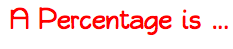 A Percentage is ...